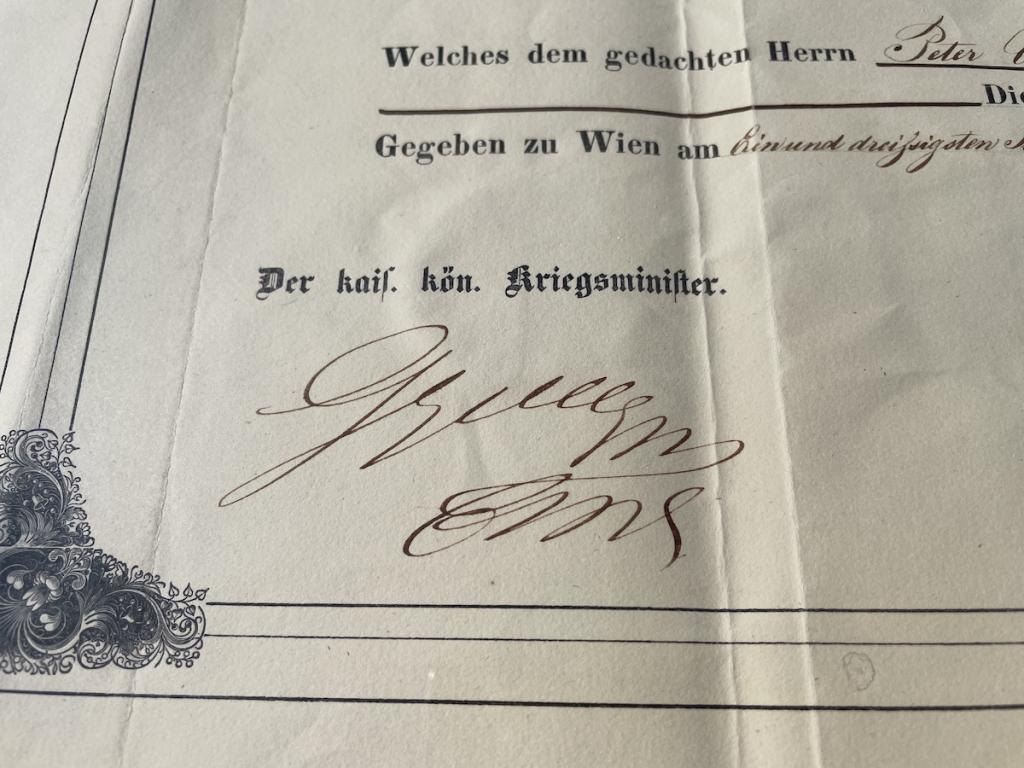 Welches dem gedachten Herrn Peter
Die
Gegeben zu Wien am Einund dreißigsten
Der kaiſ. kön. Kriegsminiſter.